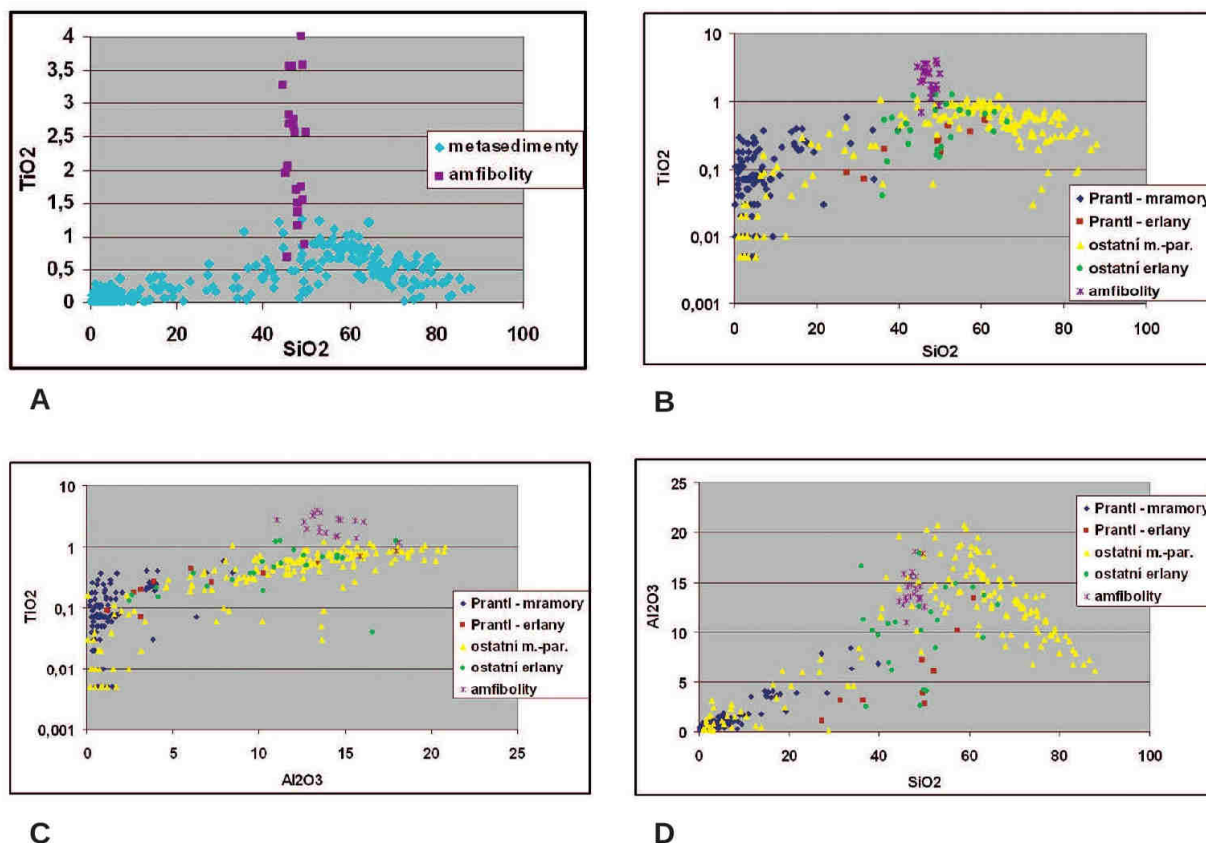 4
3,5
3
2,5
2
1,5
1
0,5
0
TiO2
0 20 40 60 80 100
SiO2
metasedimenty
amfibolity
A
10
1
0,1
0,01
0,001
TiO2
0 20 40 60 80 100
SiO2
Prantl - mramory
Prantl - erlany
ostatní m.-par.
ostatní erlany
amfibolity
B
10
1
0,1
0,01
0,001
TiO2
0 5 10 15 20 25
Al2O3
Prantl - mramory
Prantl - erlany
ostatní m.-par.
ostatní erlany
amfibolity
C
25
20
15
10
5
0
Al2O3
0 20 40 60 80 100
SiO2
Prantl - mramory
Prantl - erlany
ostatní m.-par.
ostatní erlany
amfibolity
D